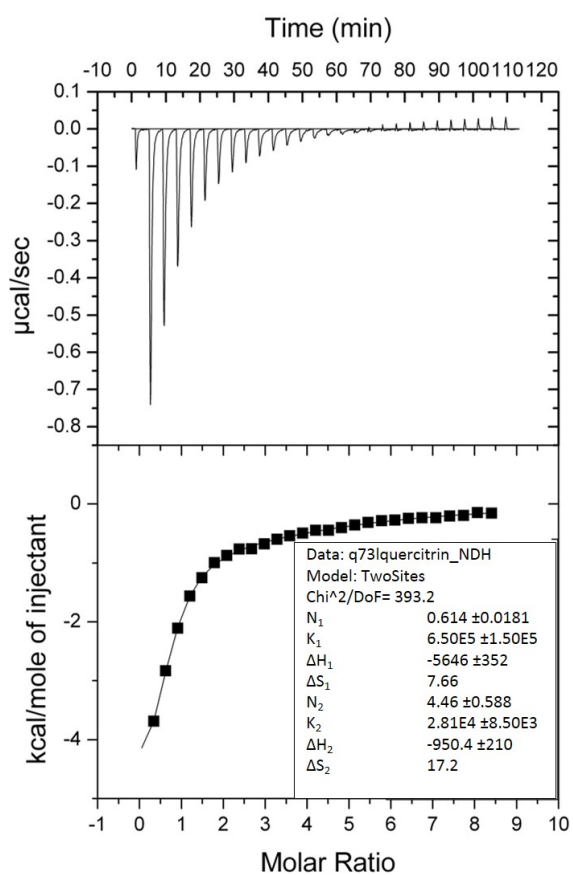 Time (min)
-10 0 10 20 30 40 50 60 70 80 90 100 110 120
0.1
0.0
-0.1
-0.2
-0.3
-0.4
-0.5
-0.6
-0.7
-0.8
µcal/sec
0
-2
-4
kcal/mole of injectant
Data: q73lquercitrin_NDH
Model: TwoSites
Chi^2/DoF= 393.2
N₁ 0.614 ±0.0181
K₁ 6.50E5 ±1.50E5
ΔH₁ -5646 ±352
ΔS₁ 7.66
N₂ 4.46 ±0.588
K₂ 2.81E4 ±8.50E3
ΔH₂ -950.4 ±210
ΔS₂ 17.2
-1 0 1 2 3 4 5 6 7 8 9 10
Molar Ratio